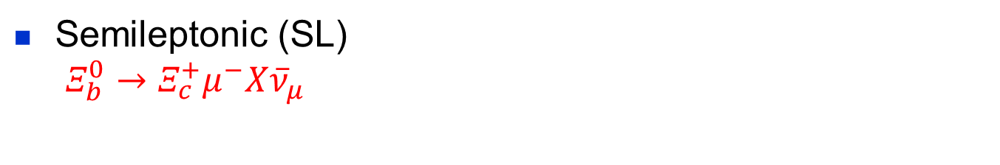 ■ Semileptonic (SL)
Ξ_b^0 → Ξ_c^+ μ^− X ν̄_μ